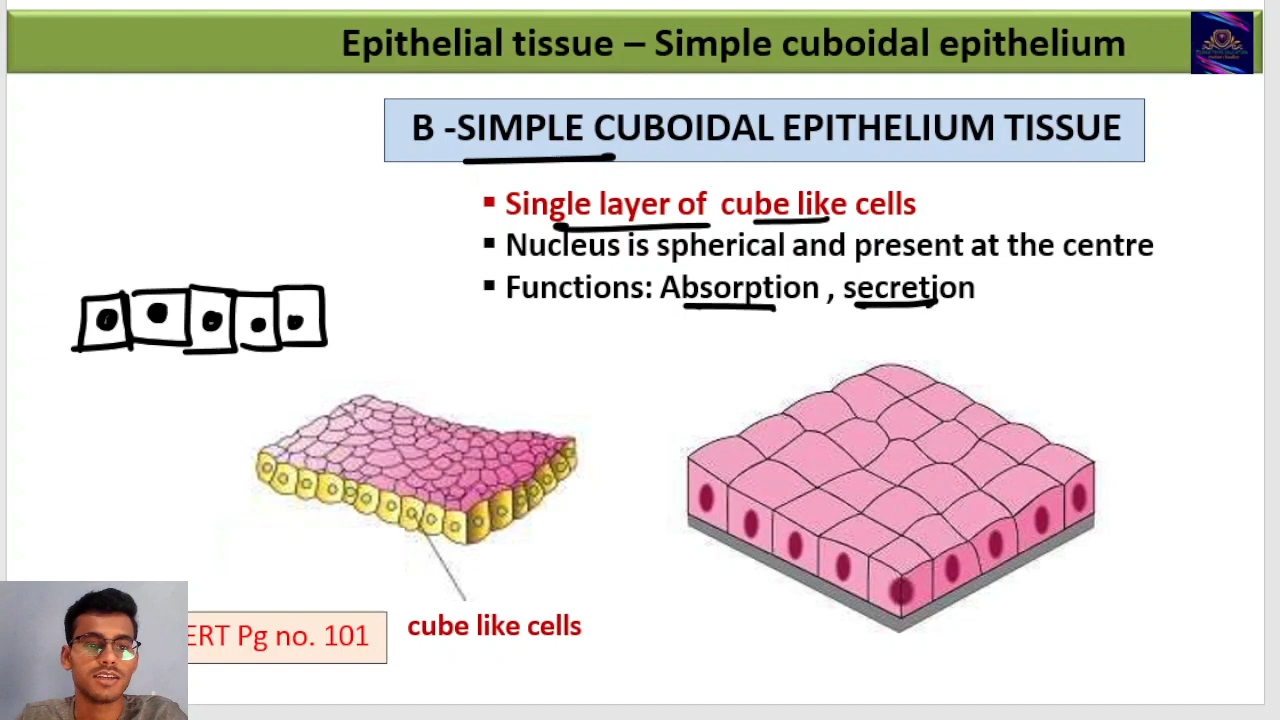 Epithelial tissue – Simple cuboidal epithelium
B -SIMPLE CUBOIDAL EPITHELIUM TISSUE
▪ Single layer of cube like cells
▪ Nucleus is spherical and present at the centre
▪ Functions: Absorption , secretion
cube like cells
ERT Pg no. 101